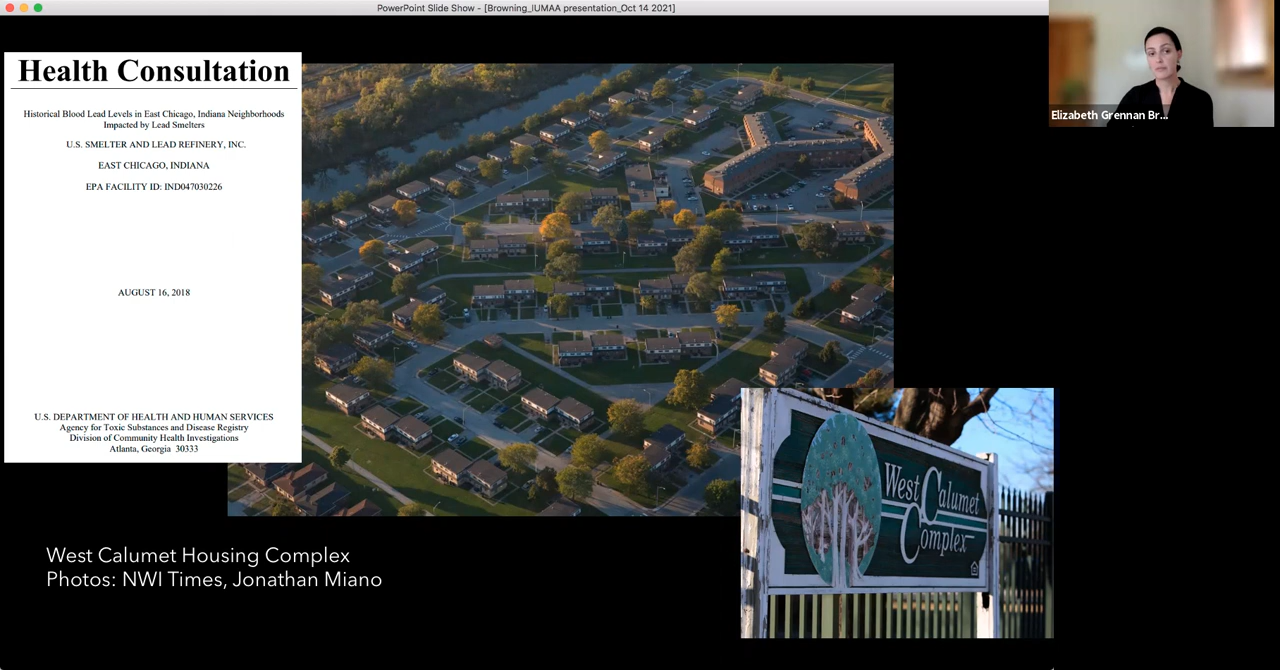 PowerPoint Slide Show - [Browning_IUMAA presentation_Oct 14 2021]
Health Consultation
Historical Blood Lead Levels in East Chicago, Indiana Neighborhoods
Impacted by Lead Smelters
U.S. SMELTER AND LEAD REFINERY, INC.
EAST CHICAGO, INDIANA
EPA FACILITY ID: IND047030226
AUGUST 16, 2018
U.S. DEPARTMENT OF HEALTH AND HUMAN SERVICES
Agency for Toxic Substances and Disease Registry
Division of Community Health Investigations
Atlanta, Georgia 30333
Elizabeth Grennan Br...
West Calumet
Complex
West Calumet Housing Complex
Photos: NWI Times, Jonathan Miano